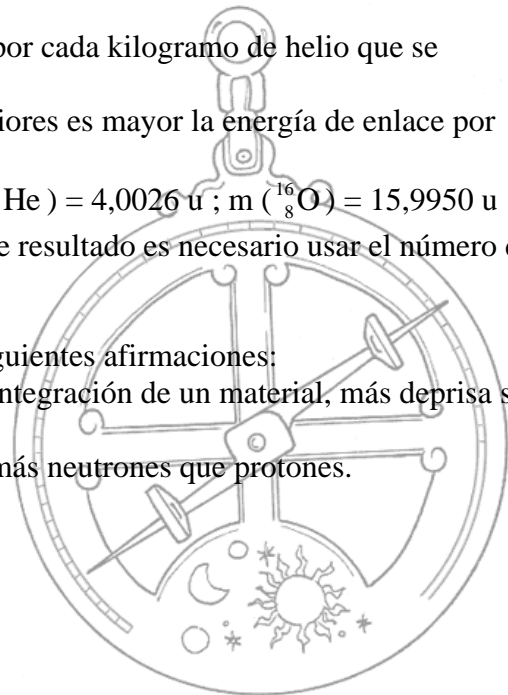 por cada kilogramo de helio que se
iores es mayor la energía de enlace por
He ) = 4,0026 u ; m ( ¹⁶₈O ) = 15,9950 u
e resultado es necesario usar el número
guientes afirmaciones:
ntegración de un material, más deprisa s
más neutrones que protones.